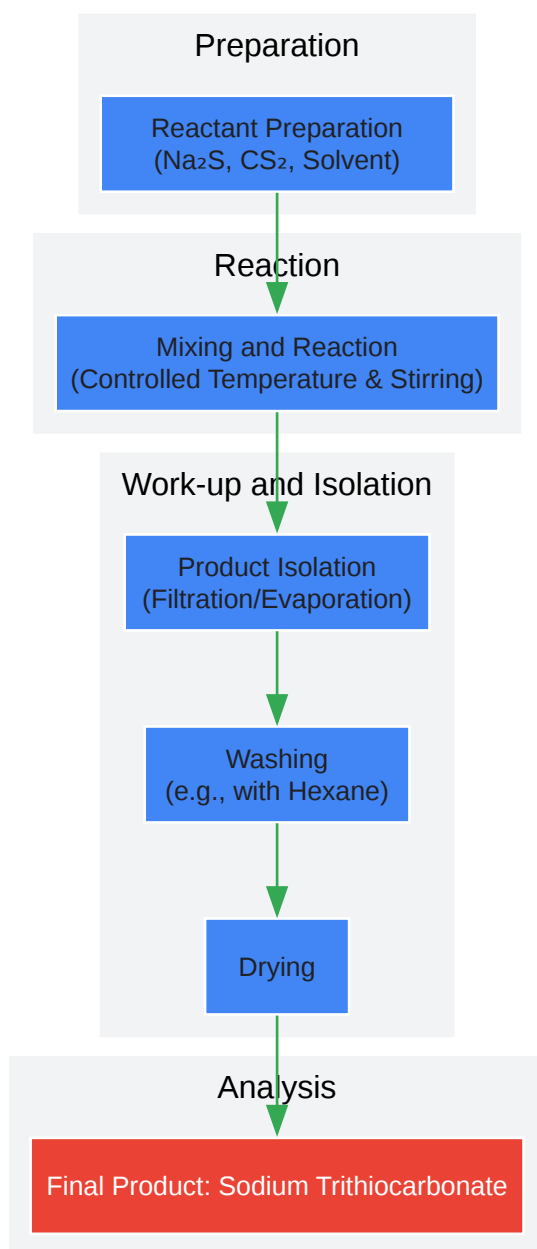 Preparation
Reactant Preparation
(Na₂S, CS₂, Solvent)
Reaction
Mixing and Reaction
(Controlled Temperature & Stirring)
Work-up and Isolation
Product Isolation
(Filtration/Evaporation)
Washing
(e.g., with Hexane)
Drying
Analysis
Final Product: Sodium Trithiocarbonate